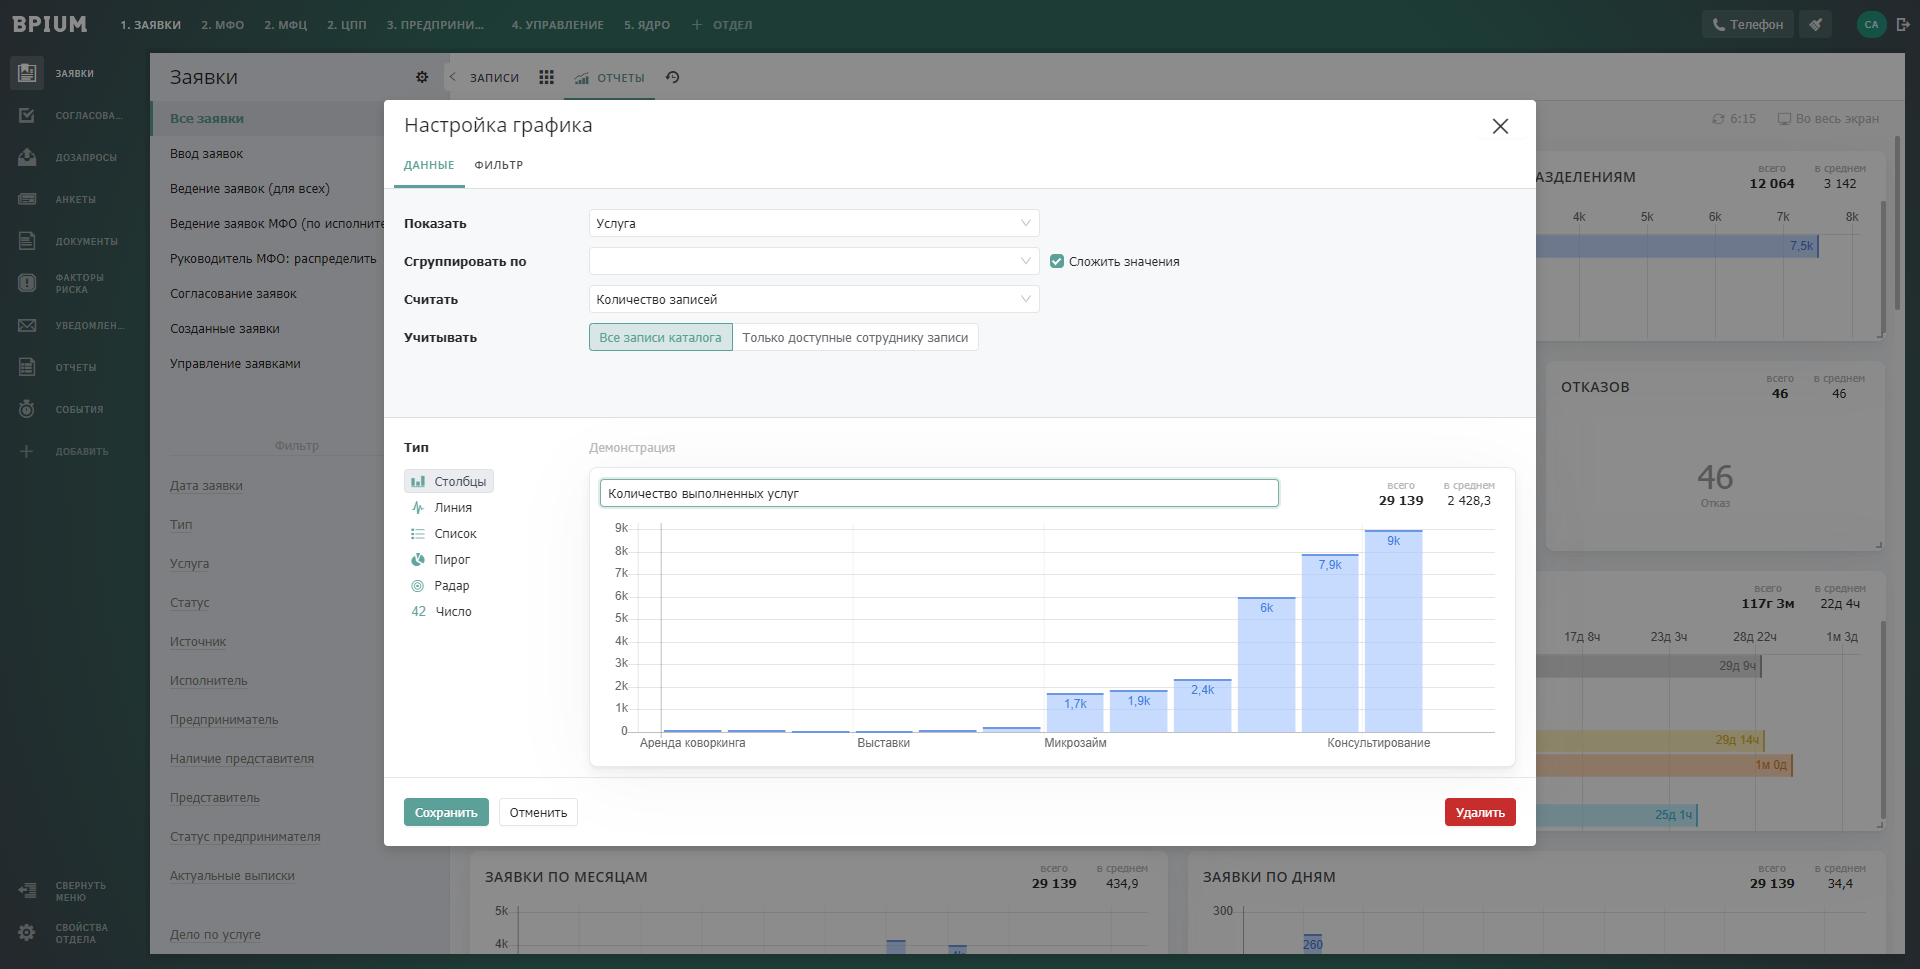 BPIUM
1. ЗАЯВКИ
2. МФО
2. МФЦ
2. ЦПП
3. ПРЕДПРИНИ...
4. УПРАВЛЕНИЕ
5. ЯДРО
ОТДЕЛ
Телефон
СА
ЗАЯВКИ
СОГЛАСОВА...
ДОЗАПРОСЫ
АНКЕТЫ
ДОКУМЕНТЫ
ФАКТОРЫ
РИСКА
УВЕДОМЛЕН...
ОТЧЕТЫ
СОБЫТИЯ
ДОБАВИТЬ
СВЕРНУТЬ
МЕНЮ
СВОЙСТВА
ОТДЕЛА
Заявки
Все заявки
Ввод заявок
Ведение заявок (для всех)
Ведение заявок МФО (по исполните
Руководитель МФО: распределить
Согласование заявок
Созданные заявки
Управление заявками
Фильтр
Дата заявки
Тип
Услуга
Статус
Источник
Исполнитель
Предприниматель
Наличие представителя
Представитель
Статус предпринимателя
Актуальные выписки
Дело по услуге
ЗАПИСИ
ОТЧЕТЫ
6:15
Во весь экран
Настройка графика
ДАННЫЕ
ФИЛЬТР
Показать
Услуга
Сгруппировать по
Сложить значения
Считать
Количество записей
Учитывать
Все записи каталога
Только доступные сотруднику записи
Тип
Столбцы
Линия
Список
Пирог
Радар
42 Число
Демонстрация
Количество выполненных услуг
всего
29 139
в среднем
2 428,3
9k
8k
7k
6k
5k
4k
3k
2k
1k
0
1,7k
1,9k
2,4k
6k
7,9k
9k
Аренда коворкинга
Выставки
Микрозайм
Консультирование
Сохранить
Отменить
Удалить
АЗДЕЛЕНИЯМ
всего
12 064
в среднем
3 142
4k 5k 6k 7k 8k
7,5k
ОТКАЗОВ
всего
46
в среднем
46
46
Отказ
всего
117г 3м
в среднем
22д 4ч
17д 8ч 23д 3ч 28д 22ч 1м 3д
29д 9ч
29д 14ч
1м 0д
25д 1ч
ЗАЯВКИ ПО МЕСЯЦАМ
всего
29 139
в среднем
434,9
5k
4k
ЗАЯВКИ ПО ДНЯМ
всего
29 139
в среднем
34,4
300
260